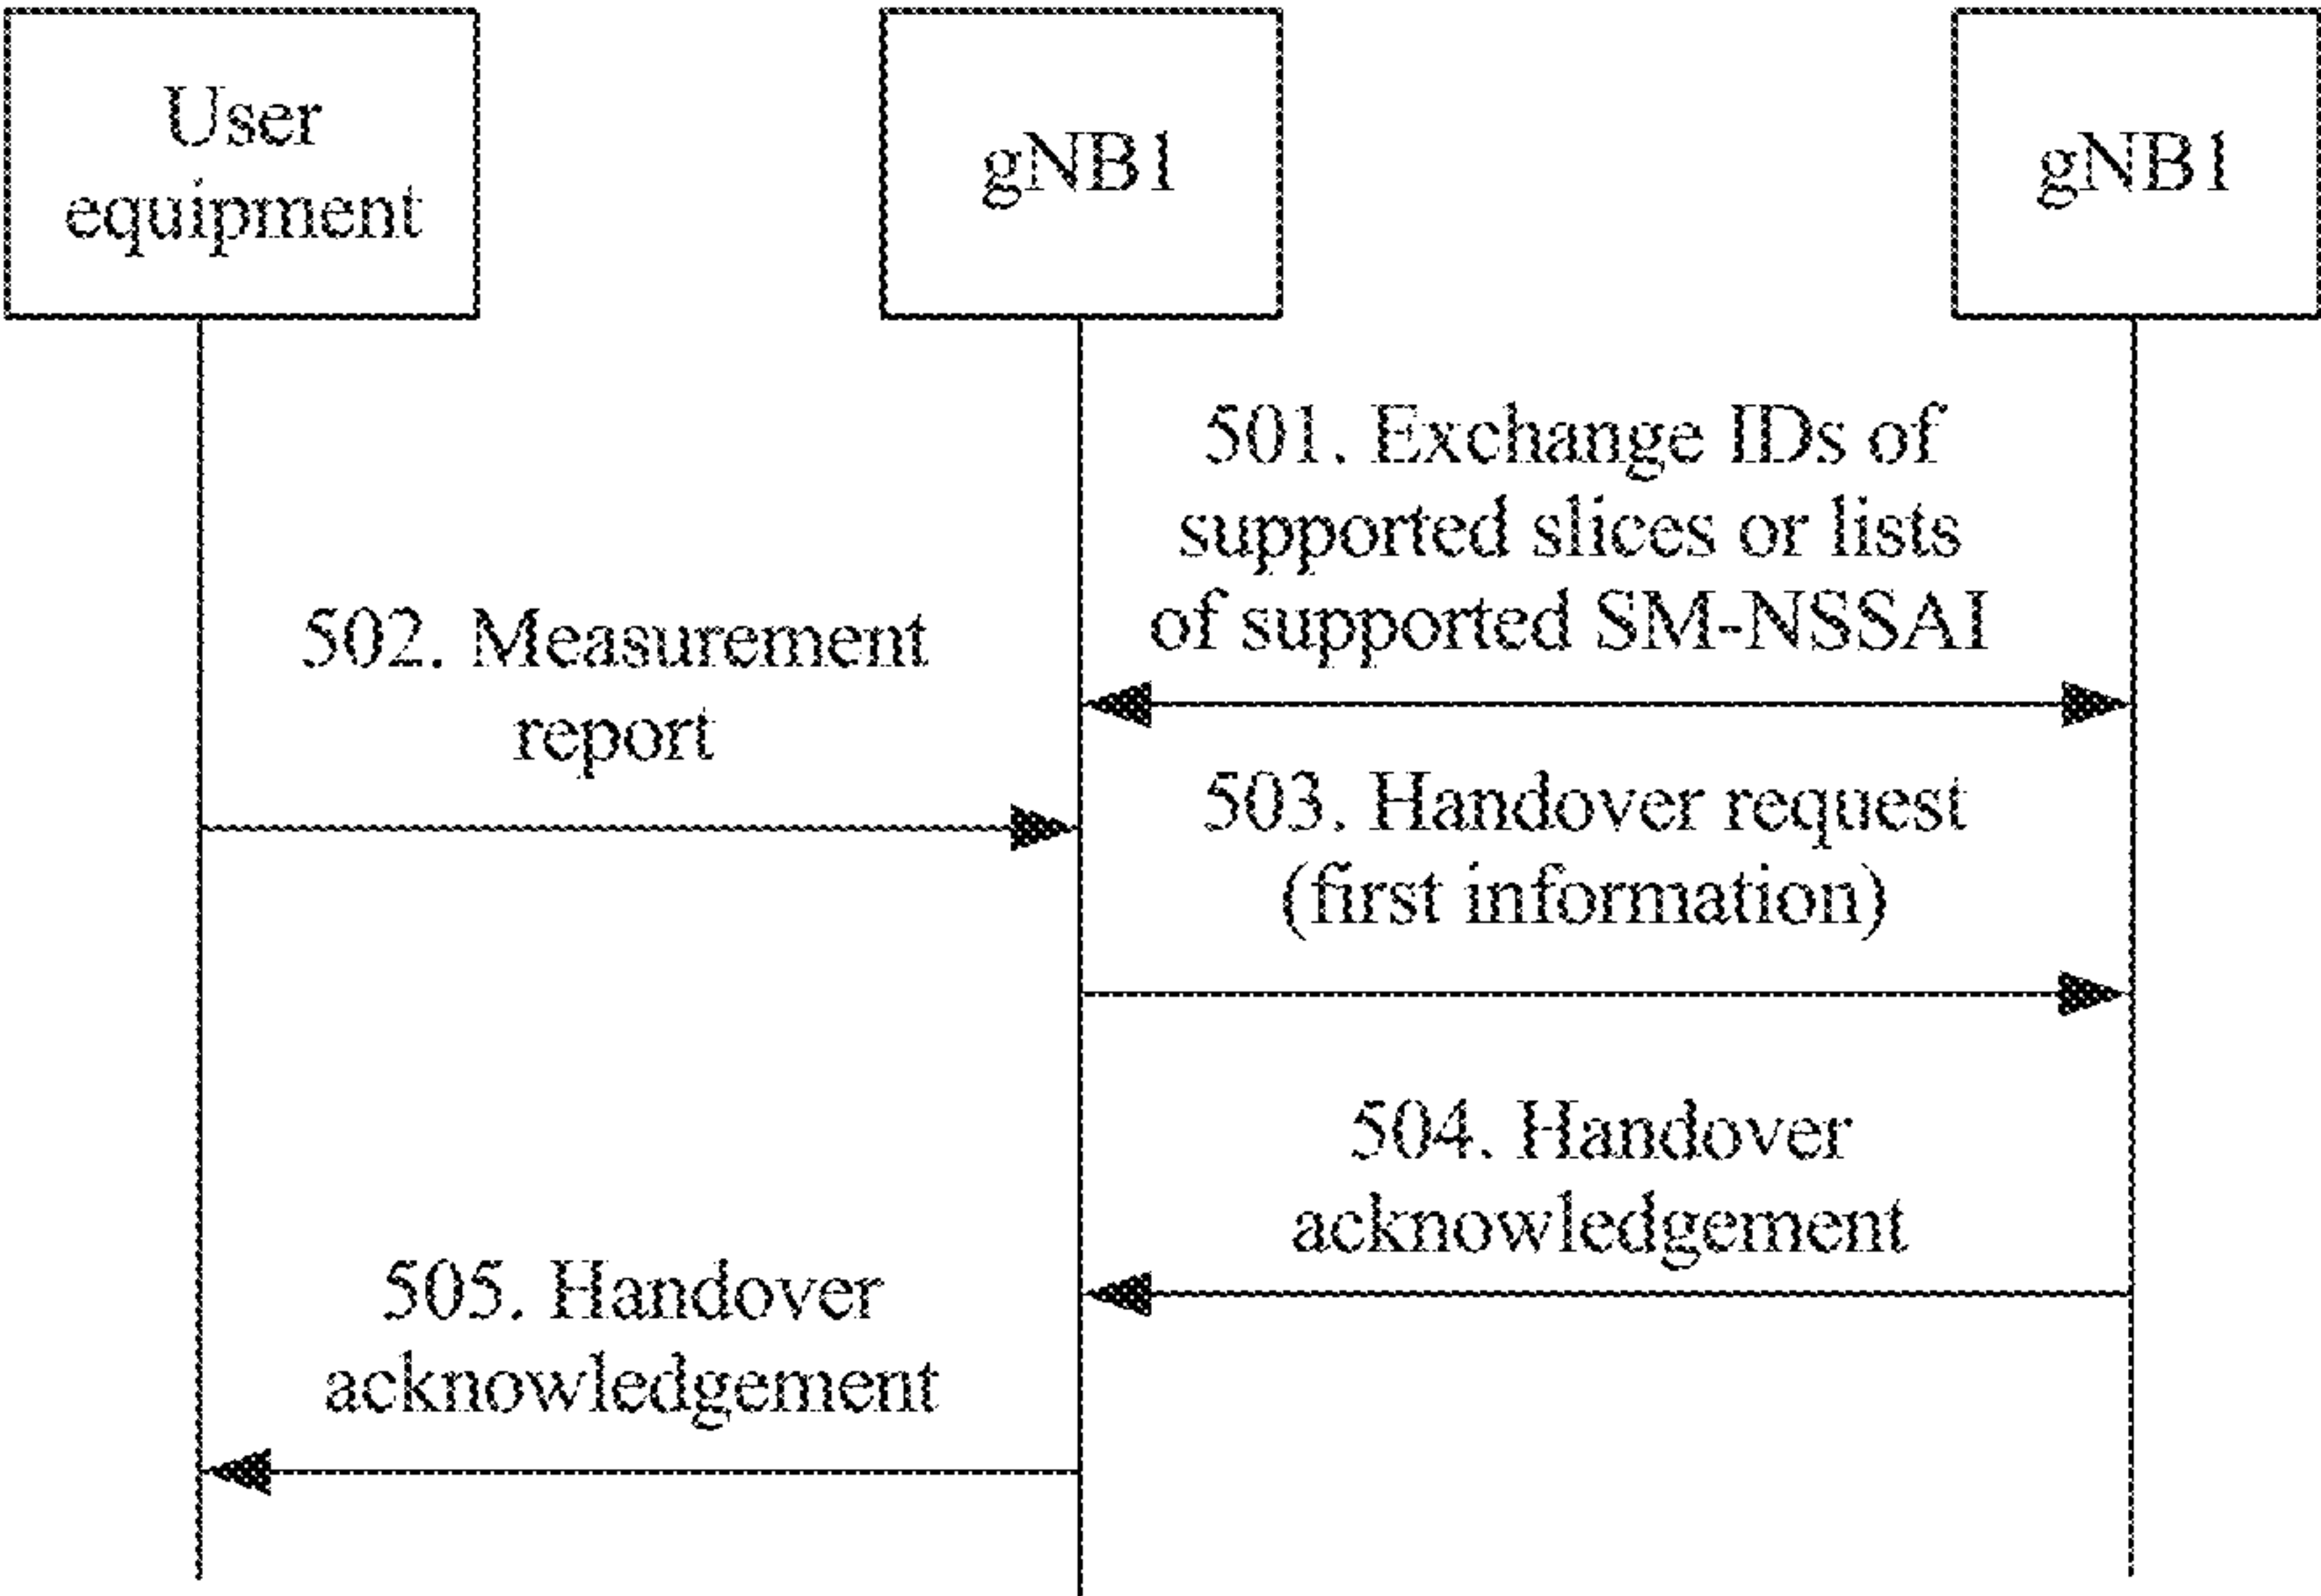 User
equipment
gNB1
gNB1
501. Exchange IDs of
supported slices or lists
of supported SM-NSSAI
502. Measurement
report
503. Handover request
(first information)
504. Handover
acknowledgement
505. Handover
acknowledgement